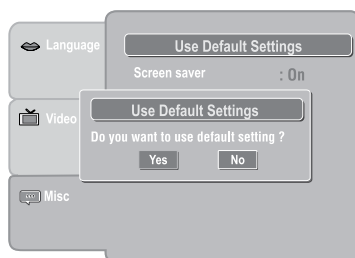 Language
Use Default Settings
Screen saver : On
Video
Use Default Settings
Do you want to use default setting ?
Yes No
Misc